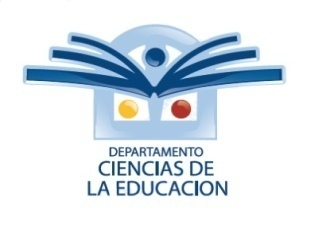 DEPARTAMENTO
CIENCIAS DE
LA EDUCACION